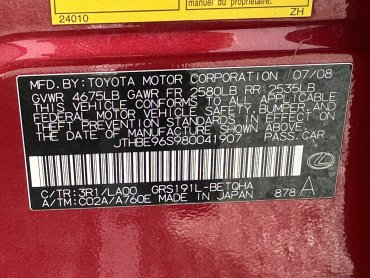 manuel du propriétaire.
24010
ZH
MFD.BY: TOYOTA MOTOR CORPORATION 07/08
GVWR 4675LB GAWR FR 2580LB RR 2535LB
THIS VEHICLE CONFORMS TO ALL APPLICABLE
FEDERAL MOTOR VEHICLE SAFETY, BUMPER, AND
THEFT PREVENTION STANDARDS IN EFFECT ON
THE DATE OF MANUFACTURE SHOWN ABOVE.
JTHBE96S980041907 PASS.CAR
C/TR: 3R1/LA00 GRS191L-BETQHA
A/TM: C02A/A760E MADE IN JAPAN 878 A